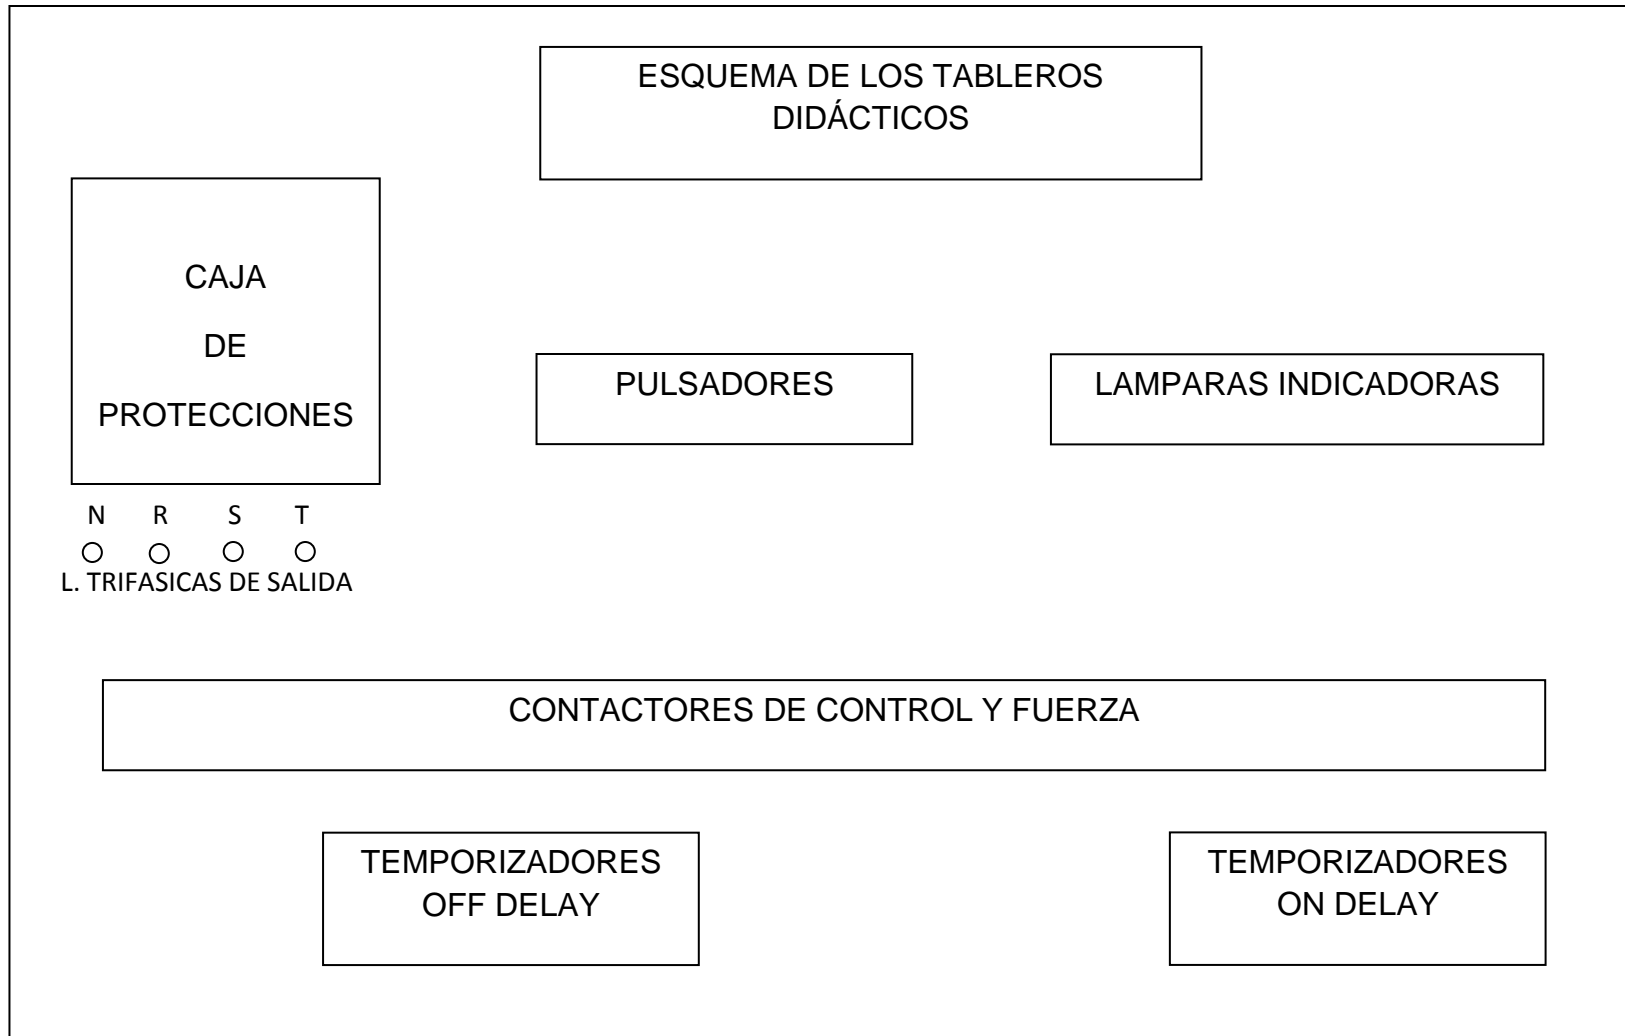 ESQUEMA DE LOS TABLEROS
DIDÁCTICOS
CAJA
DE
PROTECCIONES
PULSADORES
LAMPARAS INDICADORAS
N R S T
L. TRIFASICAS DE SALIDA
CONTACTORES DE CONTROL Y FUERZA
TEMPORIZADORES
OFF DELAY
TEMPORIZADORES
ON DELAY